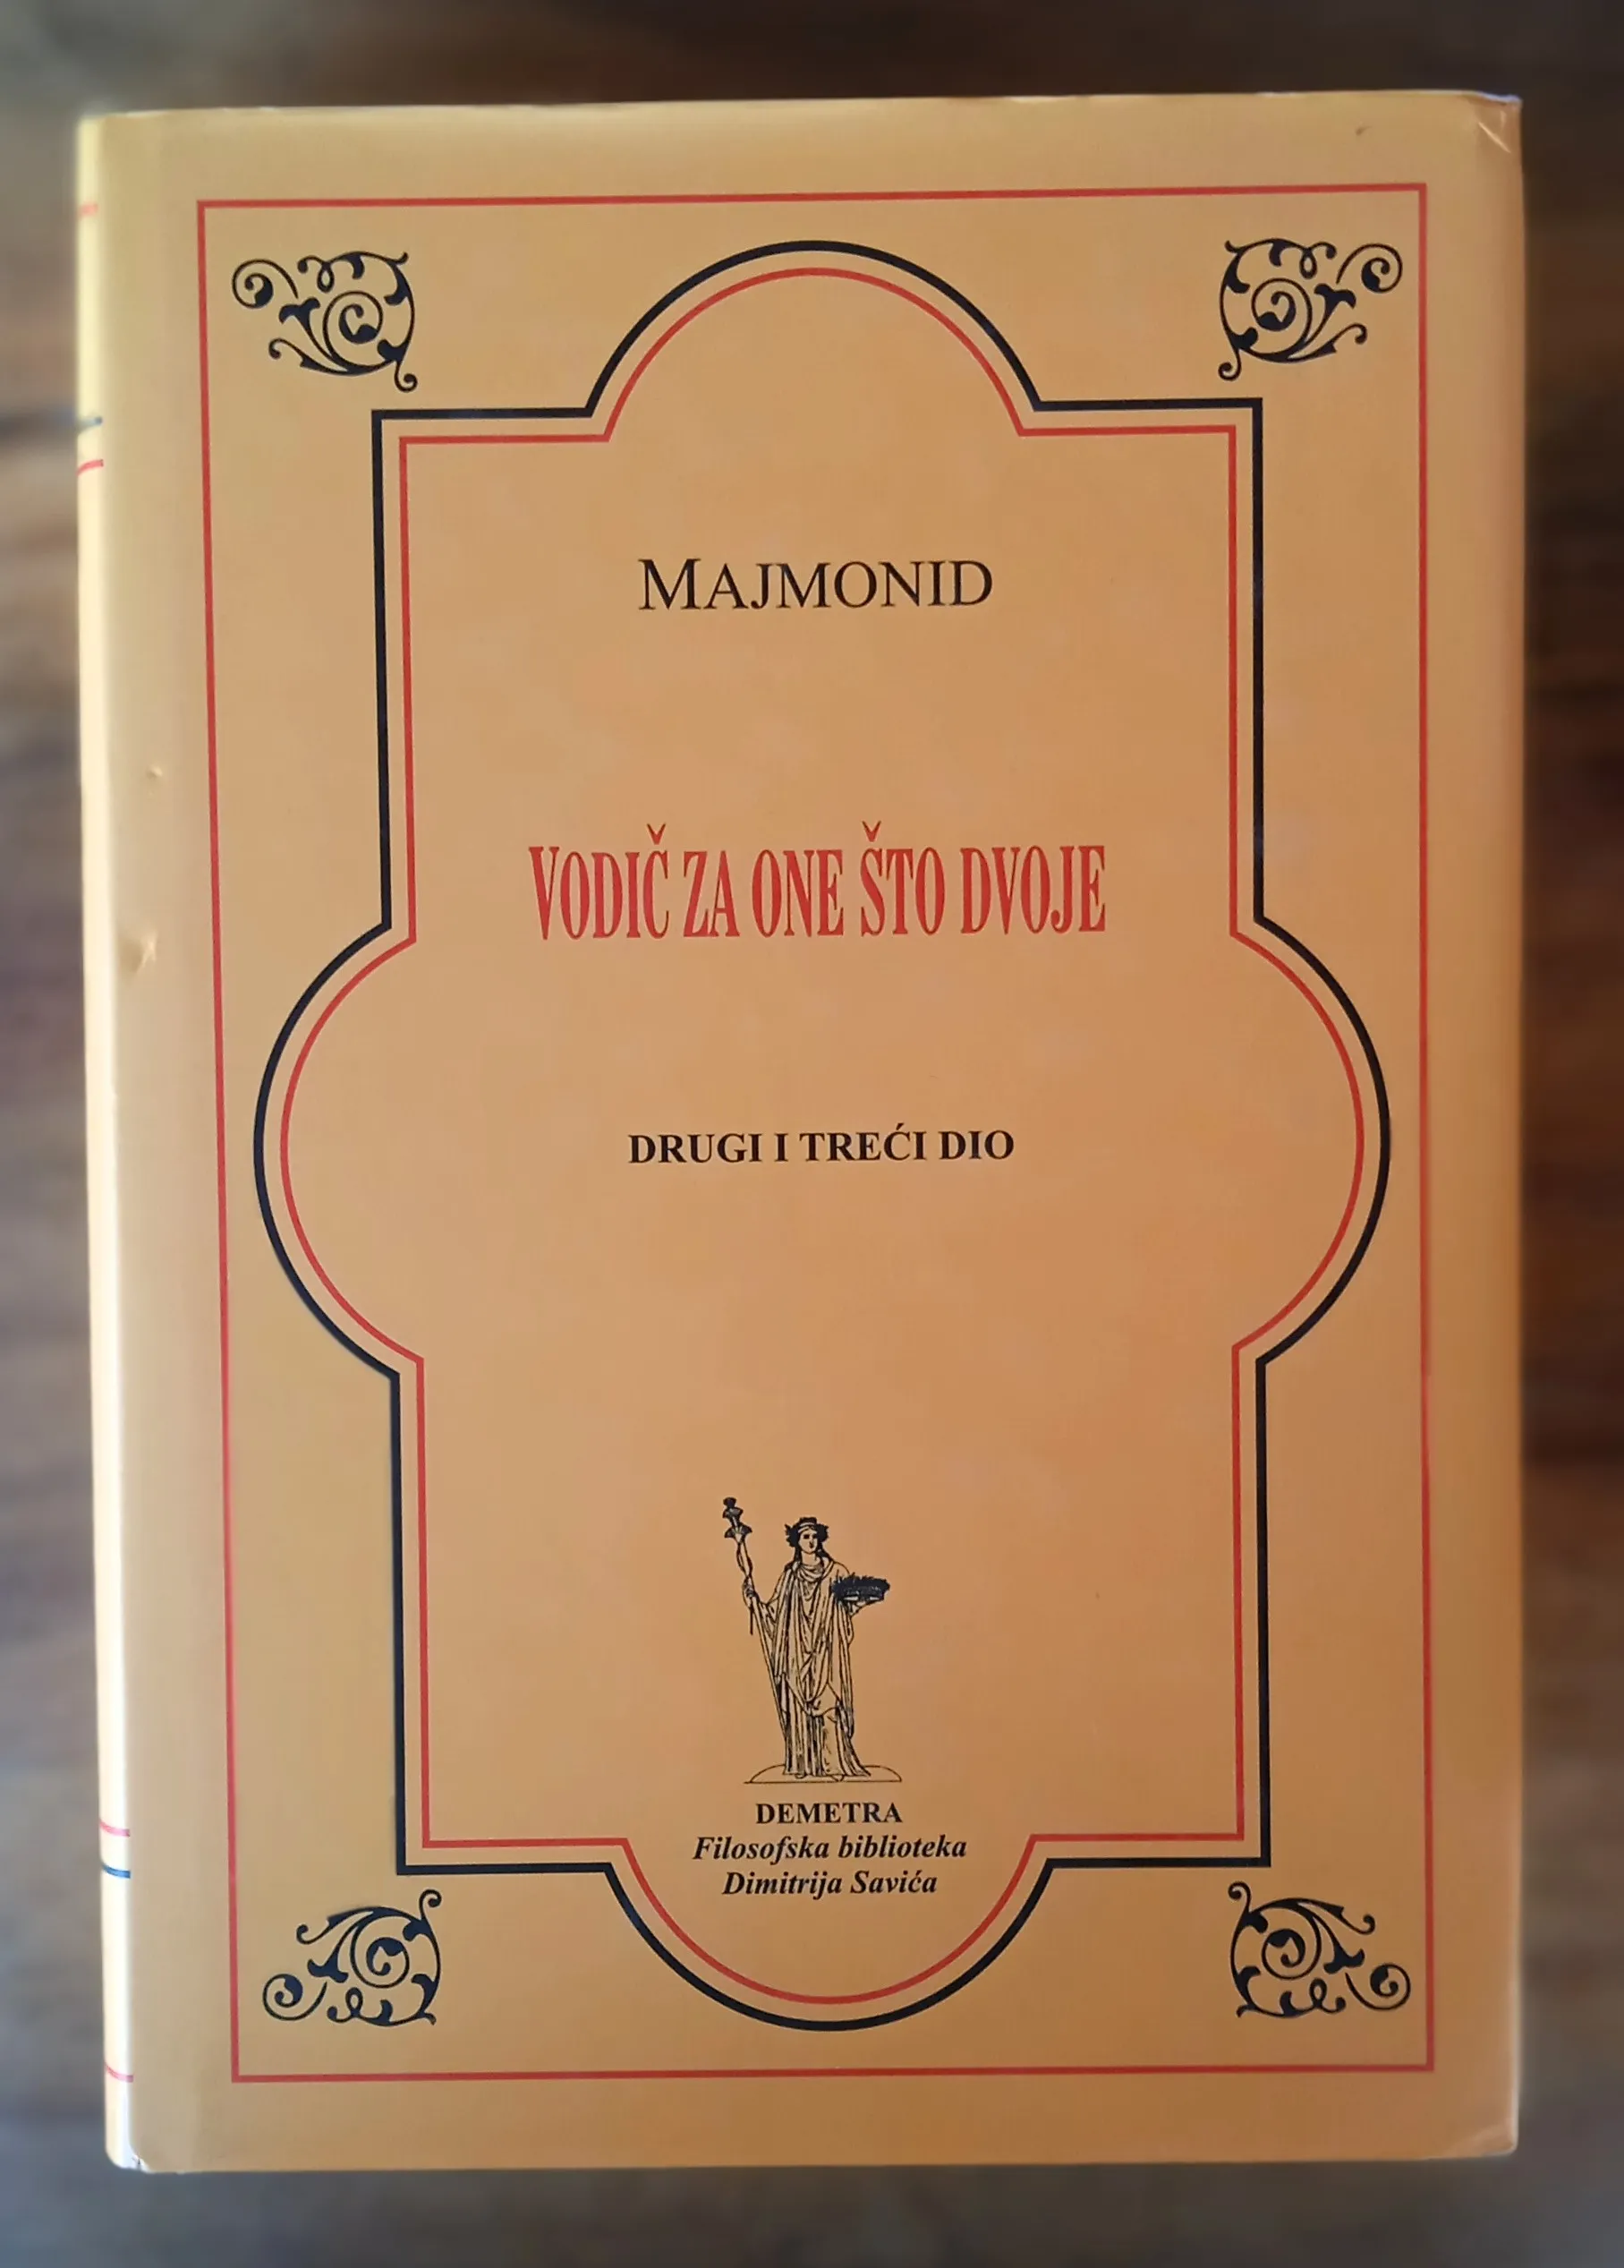 MAJMONID
VODIČ ZA ONE ŠTO DVOJE
DRUGI I TREĆI DIO
DEMETRA
Filosofska biblioteka
Dimitrija Savića